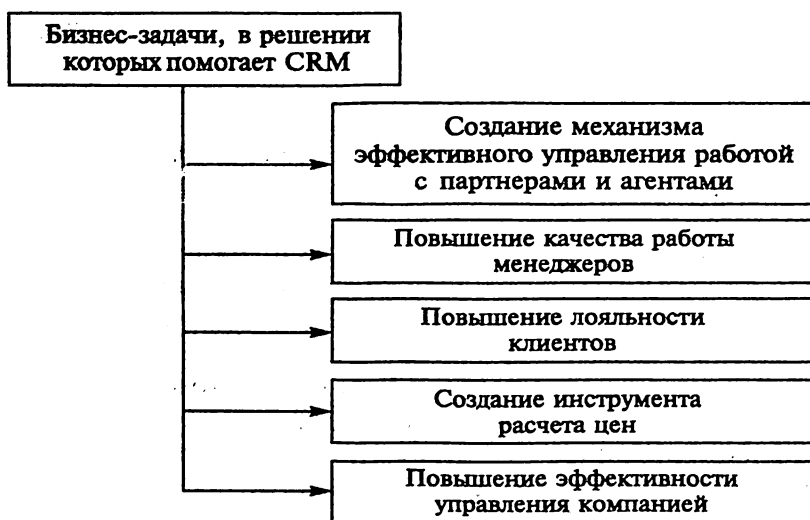 Бизнес-задачи, в решении
которых помогает CRM
Создание механизма
эффективного управления работой
с партнерами и агентами
Повышение качества работы
менеджеров
Повышение лояльности
клиентов
Создание инструмента
расчета цен
Повышение эффективности
управления компанией